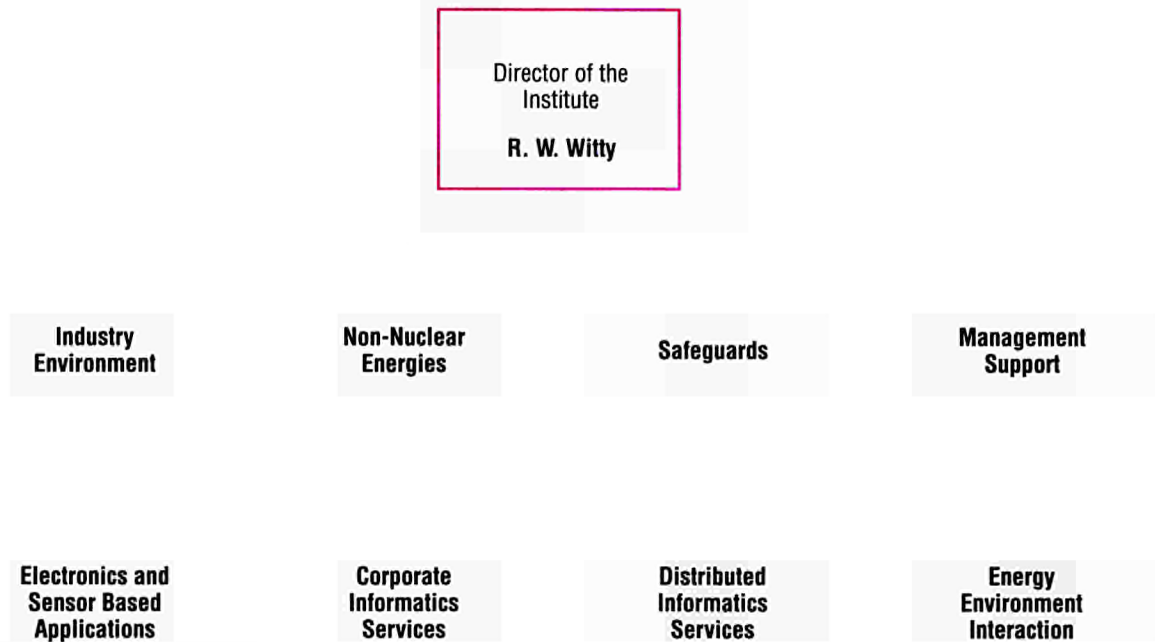 Director of the
Institute
R. W. Witty
Industry
Environment
Non-Nuclear
Energies
Safeguards
Management
Support
Electronics and
Sensor Based
Applications
Corporate
Informatics
Services
Distributed
Informatics
Services
Energy
Environment
Interaction